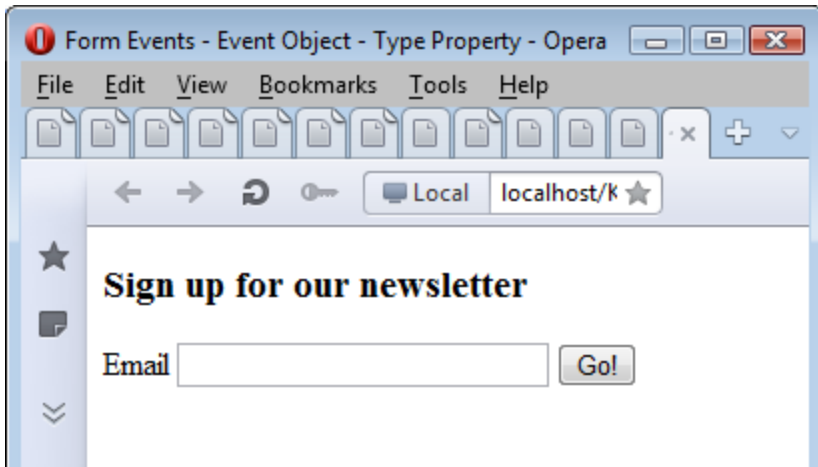 Form Events - Event Object - Type Property - Opera
File Edit View Bookmarks Tools Help
Local localhost/K
Sign up for our newsletter
Email Go!